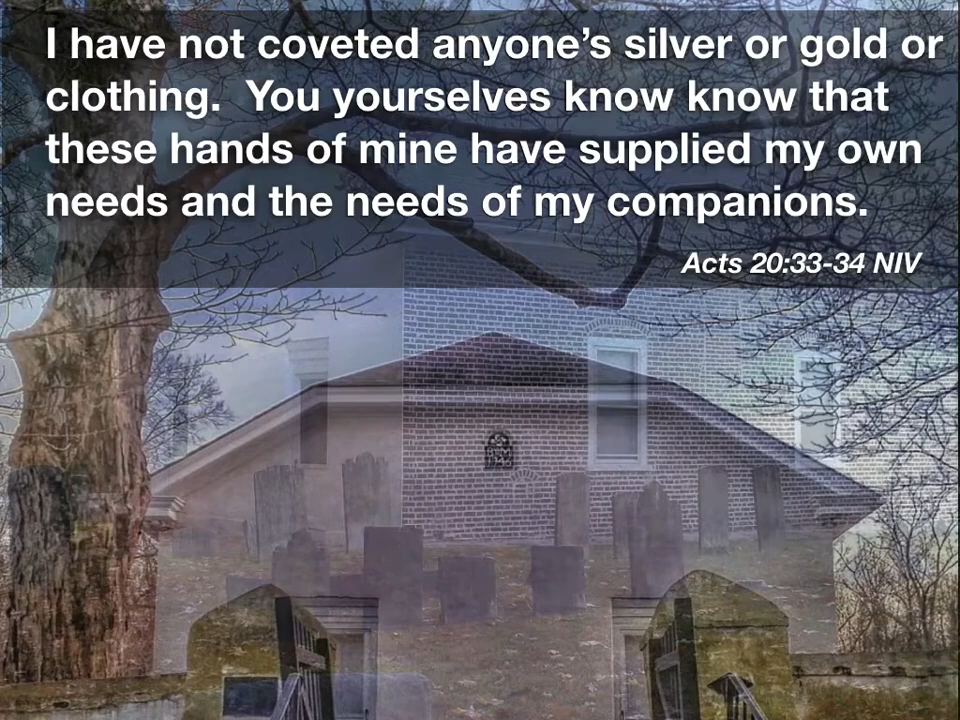 I have not coveted anyone’s silver or gold or
clothing.  You yourselves know know that
these hands of mine have supplied my own
needs and the needs of my companions.
Acts 20:33-34 NIV